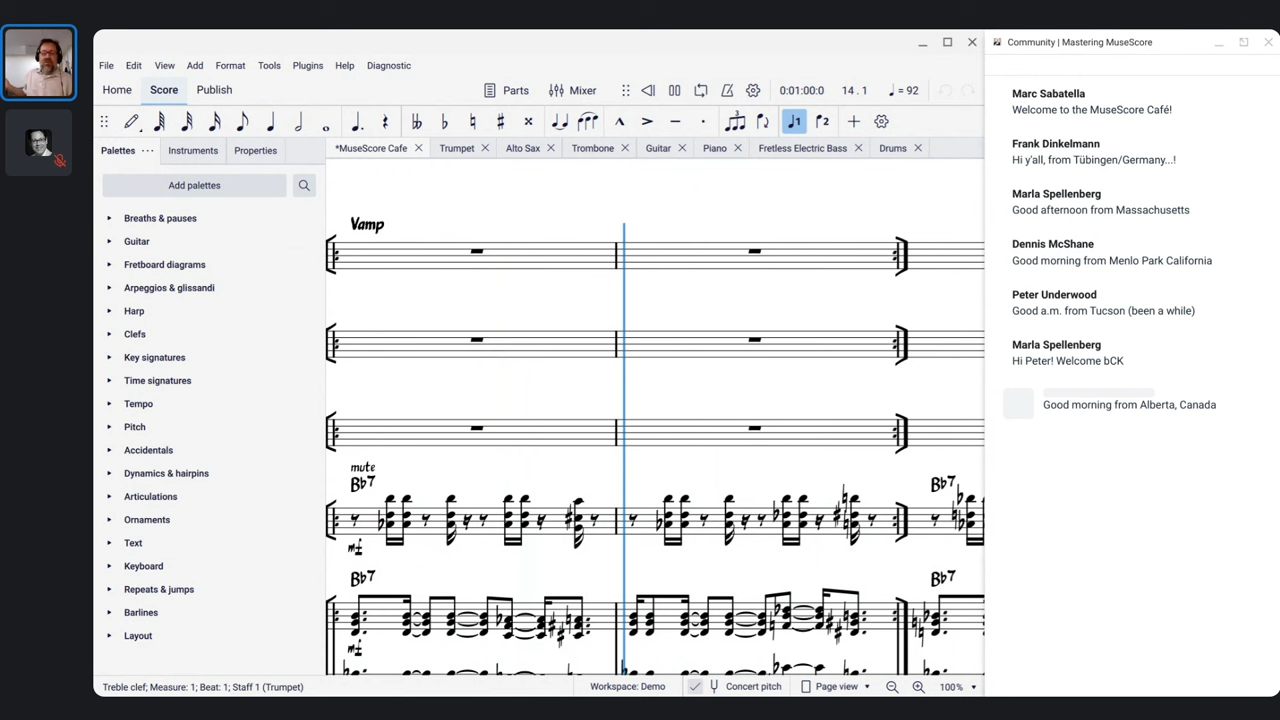 Community | Mastering MuseScore
File Edit View Add Format Tools Plugins Help Diagnostic
Home Score Publish Parts Mixer 0:01:00:0 14 . 1 = 92
1 2
Palettes Instruments Properties
*MuseScore Cafe Trumpet Alto Sax Trombone Guitar Piano Fretless Electric Bass Drums
Add palettes
Breaths & pauses
Guitar
Fretboard diagrams
Arpeggios & glissandi
Harp
Clefs
Key signatures
Time signatures
Tempo
Pitch
Accidentals
Dynamics & hairpins
Articulations
Ornaments
Text
Keyboard
Repeats & jumps
Barlines
Layout
Vamp
mute
Bb7 Bb7
mf
Bb7 Bb7
mf
Marc Sabatella
Welcome to the MuseScore Café!
Frank Dinkelmann
Hi y'all, from Tübingen/Germany...!
Marla Spellenberg
Good afternoon from Massachusetts
Dennis McShane
Good morning from Menlo Park California
Peter Underwood
Good a.m. from Tucson (been a while)
Marla Spellenberg
Hi Peter! Welcome bCK
Good morning from Alberta, Canada
Treble clef; Measure: 1; Beat: 1; Staff 1 (Trumpet) Workspace: Demo Concert pitch Page view 100%